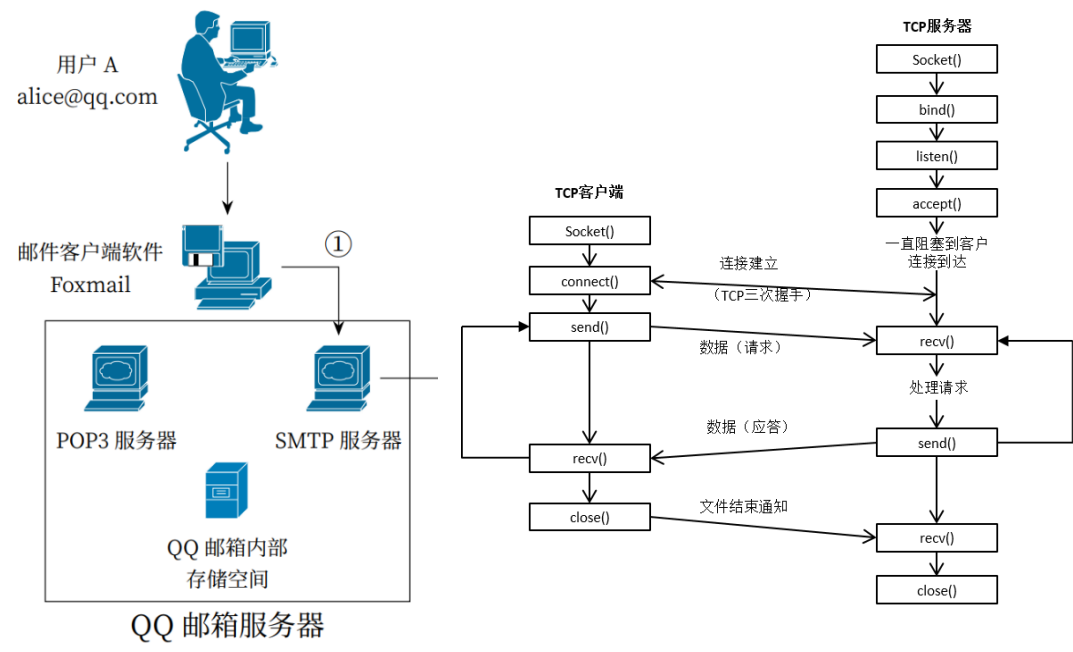 用户 A
alice@qq.com
邮件客户端软件
Foxmail
①
POP3 服务器
SMTP 服务器
QQ 邮箱内部
存储空间
QQ 邮箱服务器
TCP客户端
Socket()
connect()
send()
recv()
close()
连接建立
（TCP三次握手）
数据（请求）
数据（应答）
文件结束通知
TCP服务器
Socket()
bind()
listen()
accept()
一直阻塞到客户
连接到达
recv()
处理请求
send()
recv()
close()